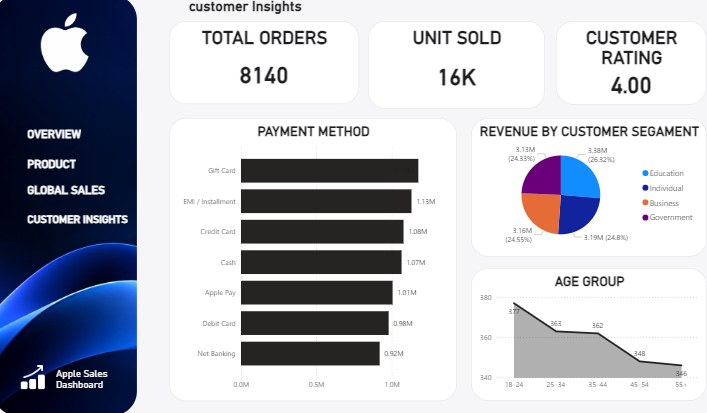 customer Insights
TOTAL ORDERS
8140
UNIT SOLD
16K
CUSTOMER
RATING
4.00
OVERVIEW
PRODUCT
GLOBAL SALES
CUSTOMER INSIGHTS
Apple Sales
Dashboard
PAYMENT METHOD
Gift Card
EMI / Installment 1.13M
Credit Card 1.08M
Cash 1.07M
Apple Pay 1.01M
Debit Card 0.98M
Net Banking 0.92M
0.0M 0.5M 1.0M
REVENUE BY CUSTOMER SEGAMENT
3.13M
(24.33%)
3.38M
(26.32%)
3.16M
(24.55%)
3.19M (24.8%)
Education
Individual
Business
Government
AGE GROUP
380
360
340
377
363
362
348
346
18-24 25-34 35-44 45-54 55+